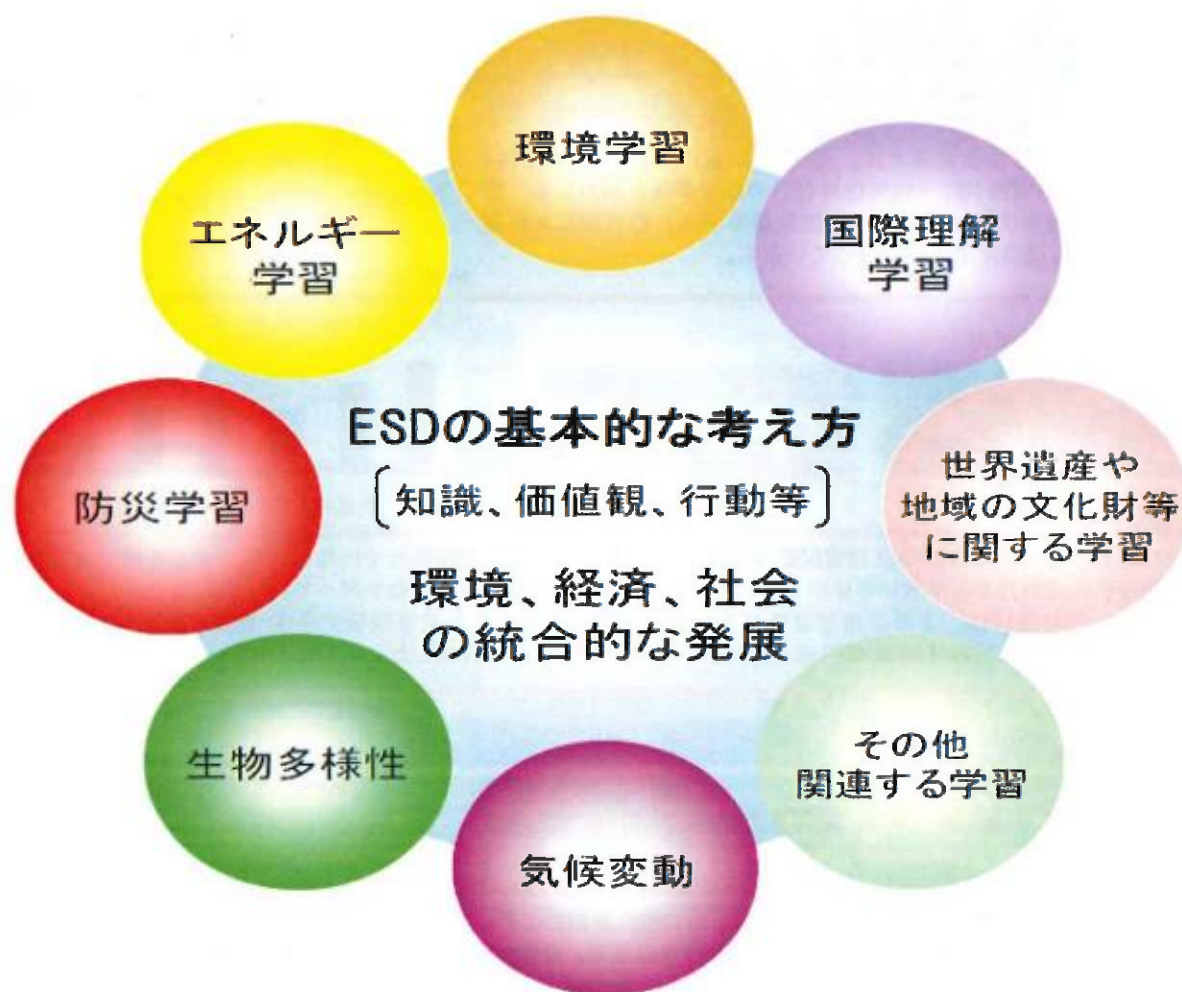 環境学習
エネルギー
学習
国際理解
学習
ESDの基本的な考え方
〔知識、価値観、行動等〕
環境、経済、社会
の統合的な発展
防災学習
世界遺産や
地域の文化財等
に関する学習
生物多様性
その他
関連する学習
気候変動